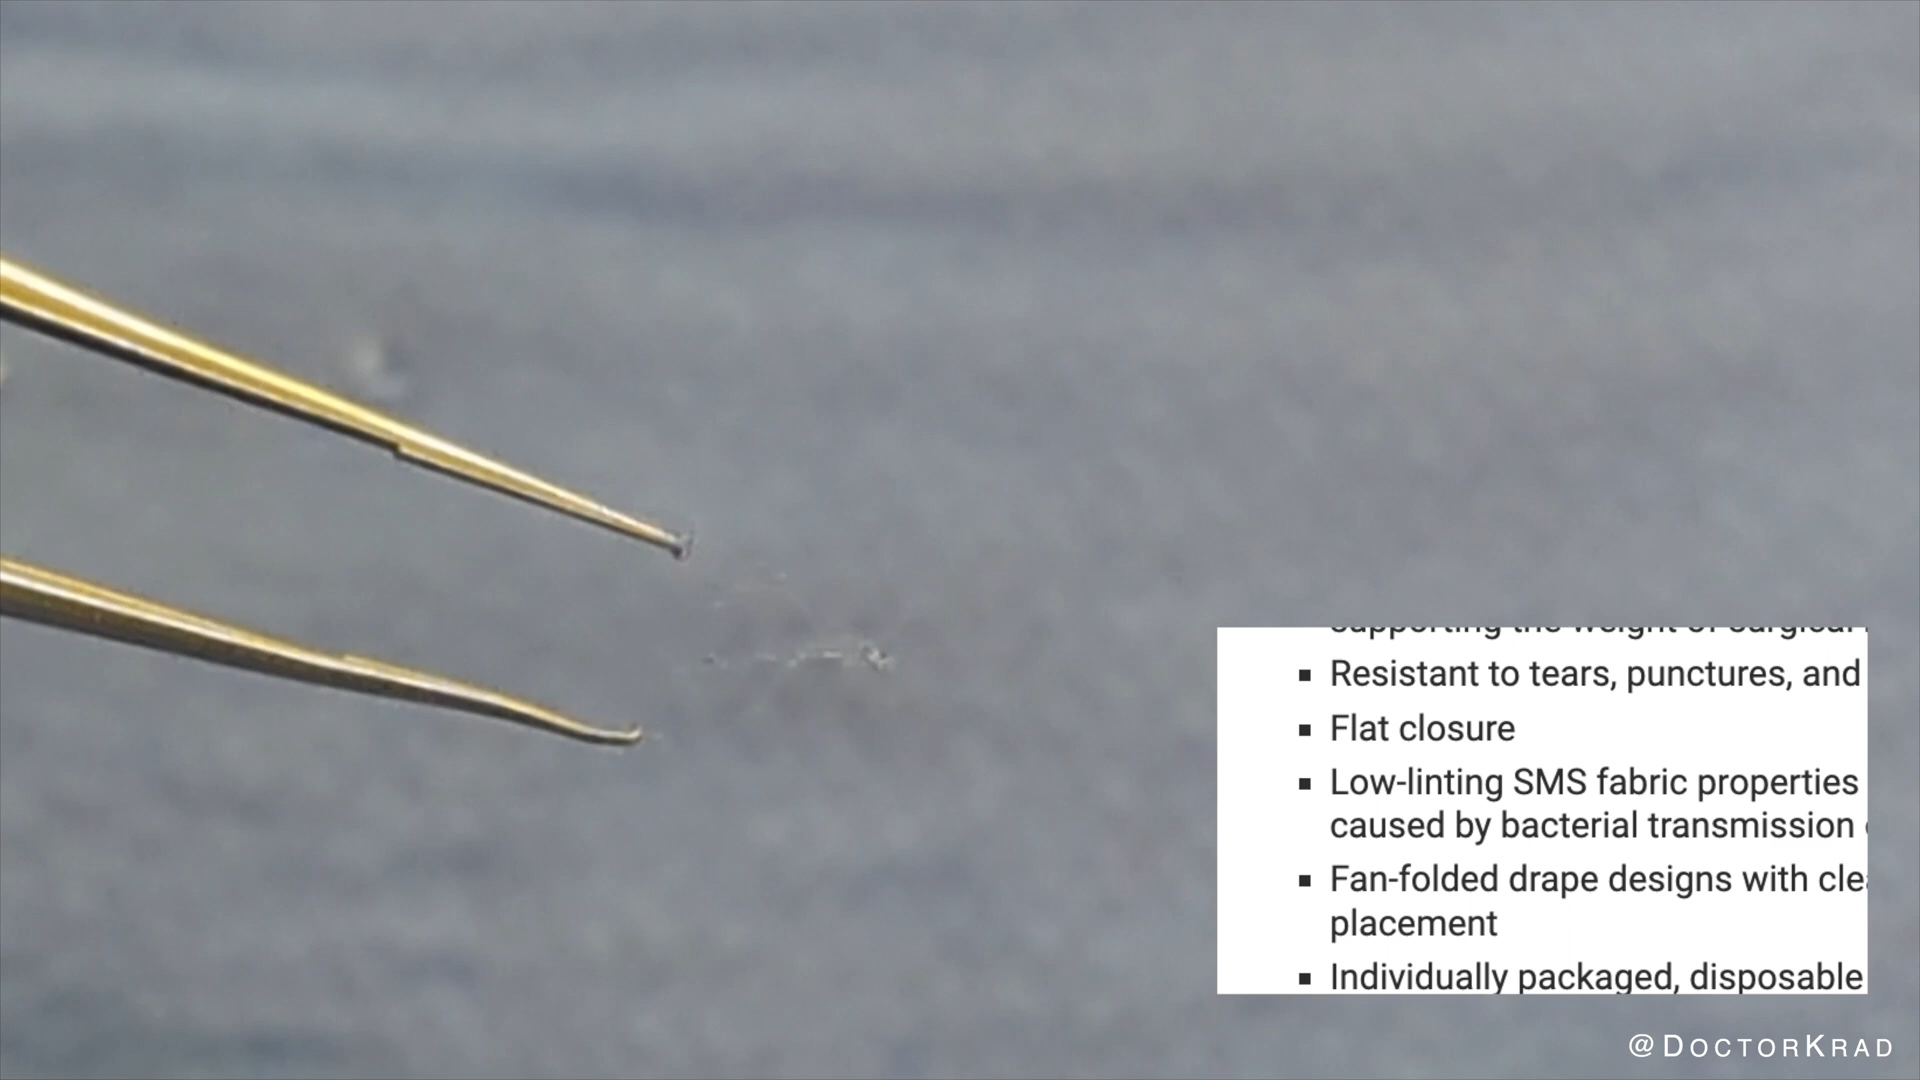 Resistant to tears, punctures, and
Flat closure
Low-linting SMS fabric properties
caused by bacterial transmission
Fan-folded drape designs with
placement
Individually packaged, disposable
@DOCTORKRAD